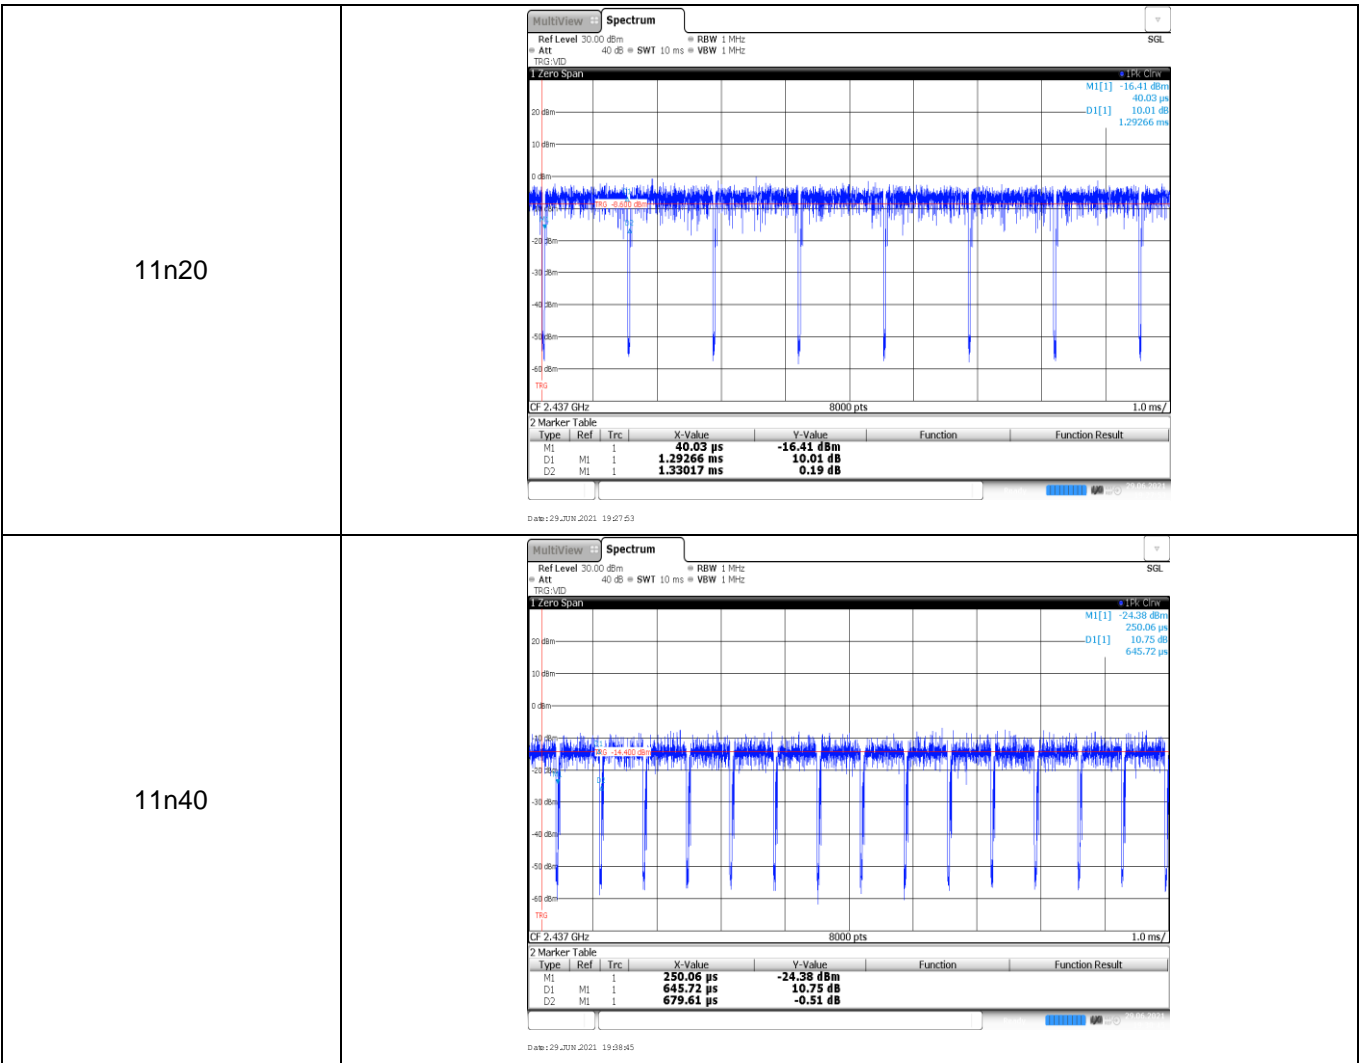 11n20
MultiView Spectrum
Ref Level 30.00 dBm RBW 1 MHz SGL
Att 40 dB SWT 10 ms VBW 1 MHz
TRG:VID
1 Zero Span 1Pk Clrw
M1[1] -16.41 dBm
40.03 µs
D1[1] 10.01 dB
1.29266 ms
20 dBm
10 dBm
0 dBm
TRG -8.600 dBm
-20 dBm
-30 dBm
-40 dBm
-50 dBm
-60 dBm
TRG
CF 2.437 GHz 8000 pts 1.0 ms/
2 Marker Table
Type Ref Trc X-Value Y-Value Function Function Result
M1 1 40.03 µs -16.41 dBm
D1 M1 1 1.29266 ms 10.01 dB
D2 M1 1 1.33017 ms 0.19 dB
Date: 29.JUN.2021 19:27:53
11n40
MultiView Spectrum
Ref Level 30.00 dBm RBW 1 MHz SGL
Att 40 dB SWT 10 ms VBW 1 MHz
TRG:VID
1 Zero Span 1Pk Clrw
M1[1] -24.38 dBm
250.06 µs
D1[1] 10.75 dB
645.72 µs
20 dBm
10 dBm
0 dBm
TRG -14.400 dBm
-20 dBm
-30 dBm
-40 dBm
-50 dBm
-60 dBm
TRG
CF 2.437 GHz 8000 pts 1.0 ms/
2 Marker Table
Type Ref Trc X-Value Y-Value Function Function Result
M1 1 250.06 µs -24.38 dBm
D1 M1 1 645.72 µs 10.75 dB
D2 M1 1 679.61 µs -0.51 dB
Date: 29.JUN.2021 19:38:45